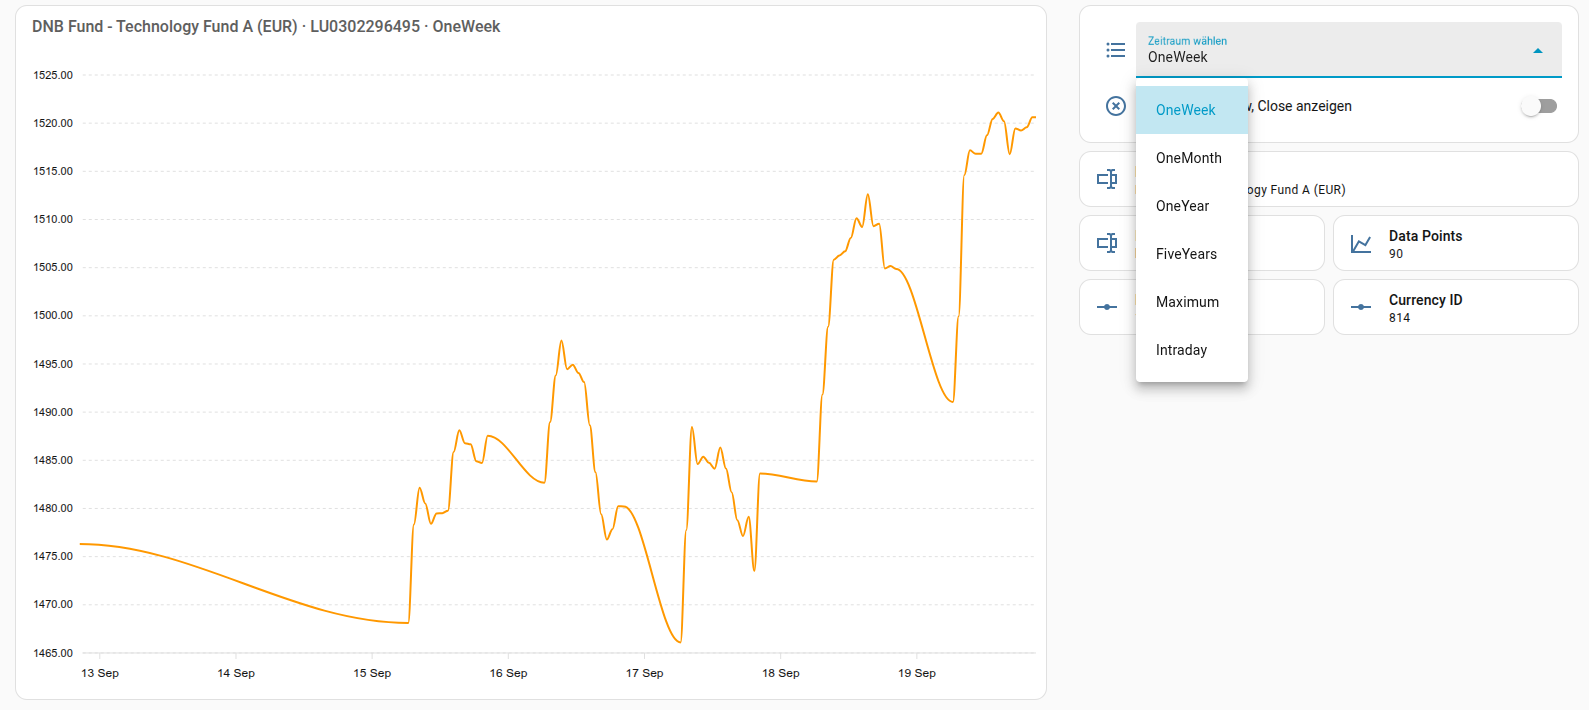 DNB Fund - Technology Fund A (EUR) · LU0302296495 · OneWeek
1525.00
1520.00
1515.00
1510.00
1505.00
1500.00
1495.00
1490.00
1485.00
1480.00
1475.00
1470.00
1465.00
13 Sep
14 Sep
15 Sep
16 Sep
17 Sep
18 Sep
19 Sep
Zeitraum wählen
OneWeek
OneWeek
OneMonth
OneYear
FiveYears
Maximum
Intraday
Close anzeigen
Fund A (EUR)
Data Points
90
Currency ID
814